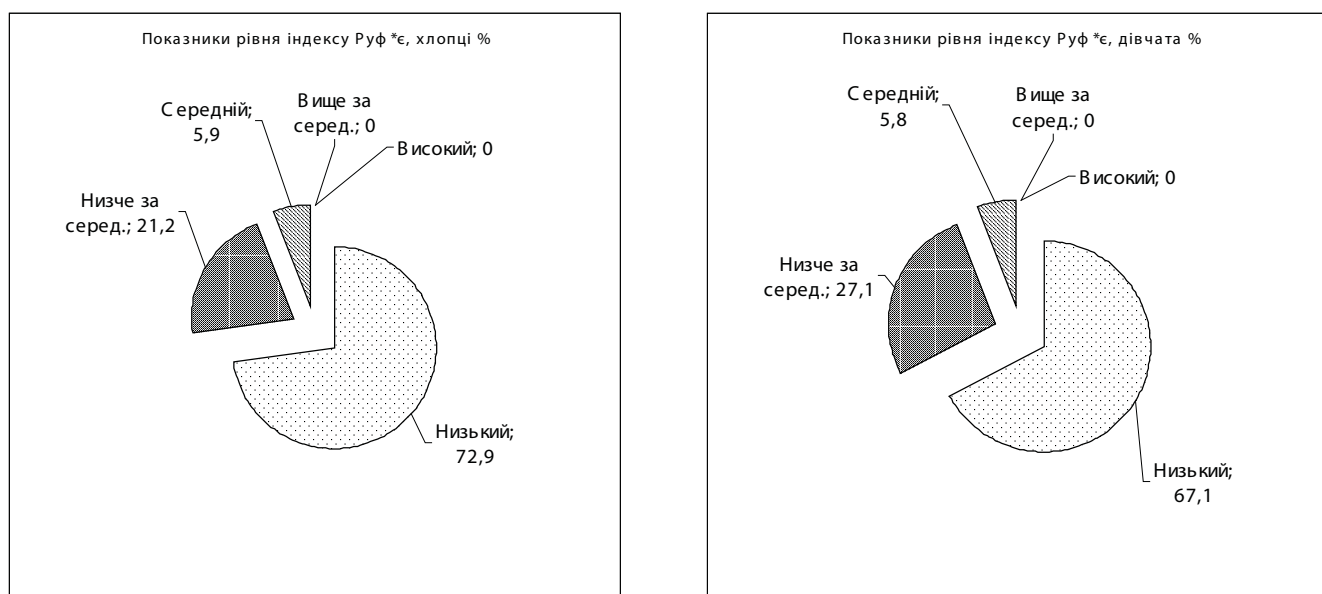 Показники рівня індексу Руф *є, хлопці %
Середній;
5,9
Вище за
серед.; 0
Високий; 0
Низче за
серед.; 21,2
Низький;
72,9
Показники рівня індексу Руф *є, дівчата %
Середній;
5,8
Вище за
серед.; 0
Високий; 0
Низче за
серед.; 27,1
Низький;
67,1